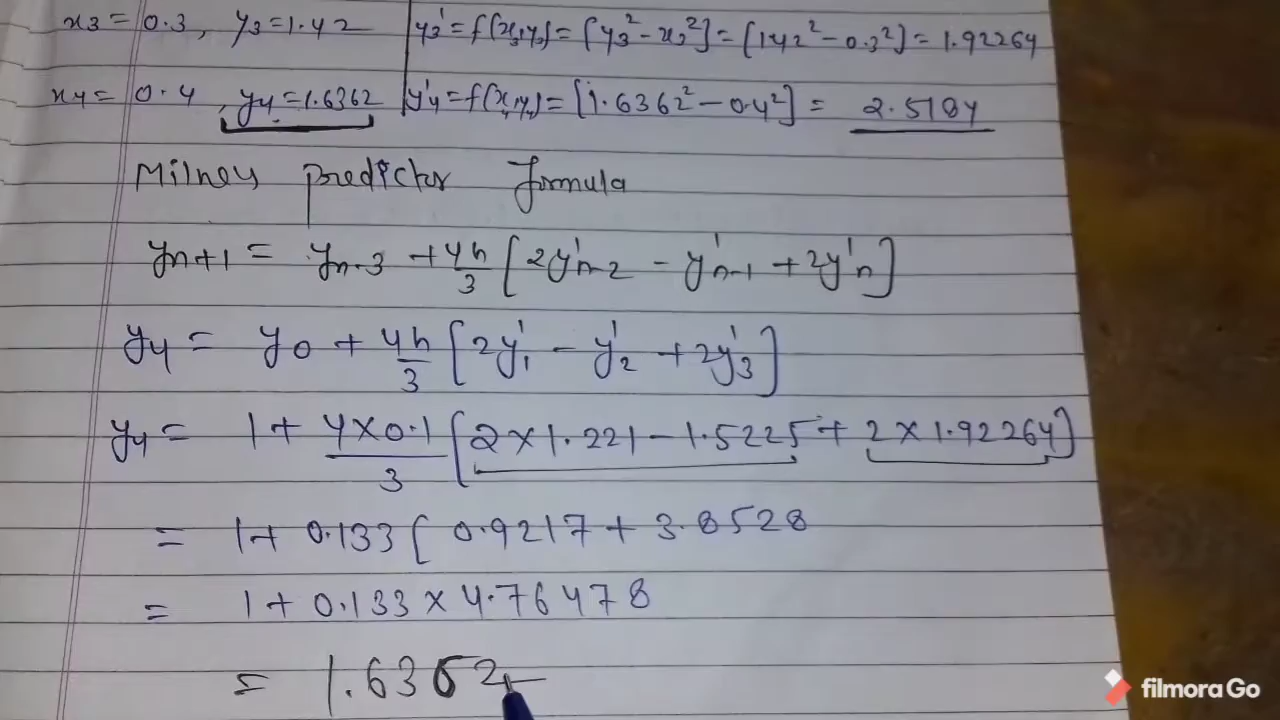 x3 = 0.3, y3 = 1.42 | y3' = f(x3,y3) = [y3² - x3²] = [1.42² - 0.3²] = 1.92264
x4 = 0.4, y4 = 1.6362 | y'4 = f(x4,y4) = [1.6362² - 0.4²] = 2.5184
Milnes predictor formula
yn+1 = yn-3 + 4h/3 [2y'n-2 - y'n-1 + 2y'n]
y4 = y0 + 4h/3 [2y'1 - y'2 + 2y'3]
y4 = 1 + 4×0.1/3 [2×1.221 - 1.5225 + 2×1.92264]
= 1 + 0.133 [0.9217 + 3.8528
= 1 + 0.133 × 4.76478
= 1.6362
filmora Go